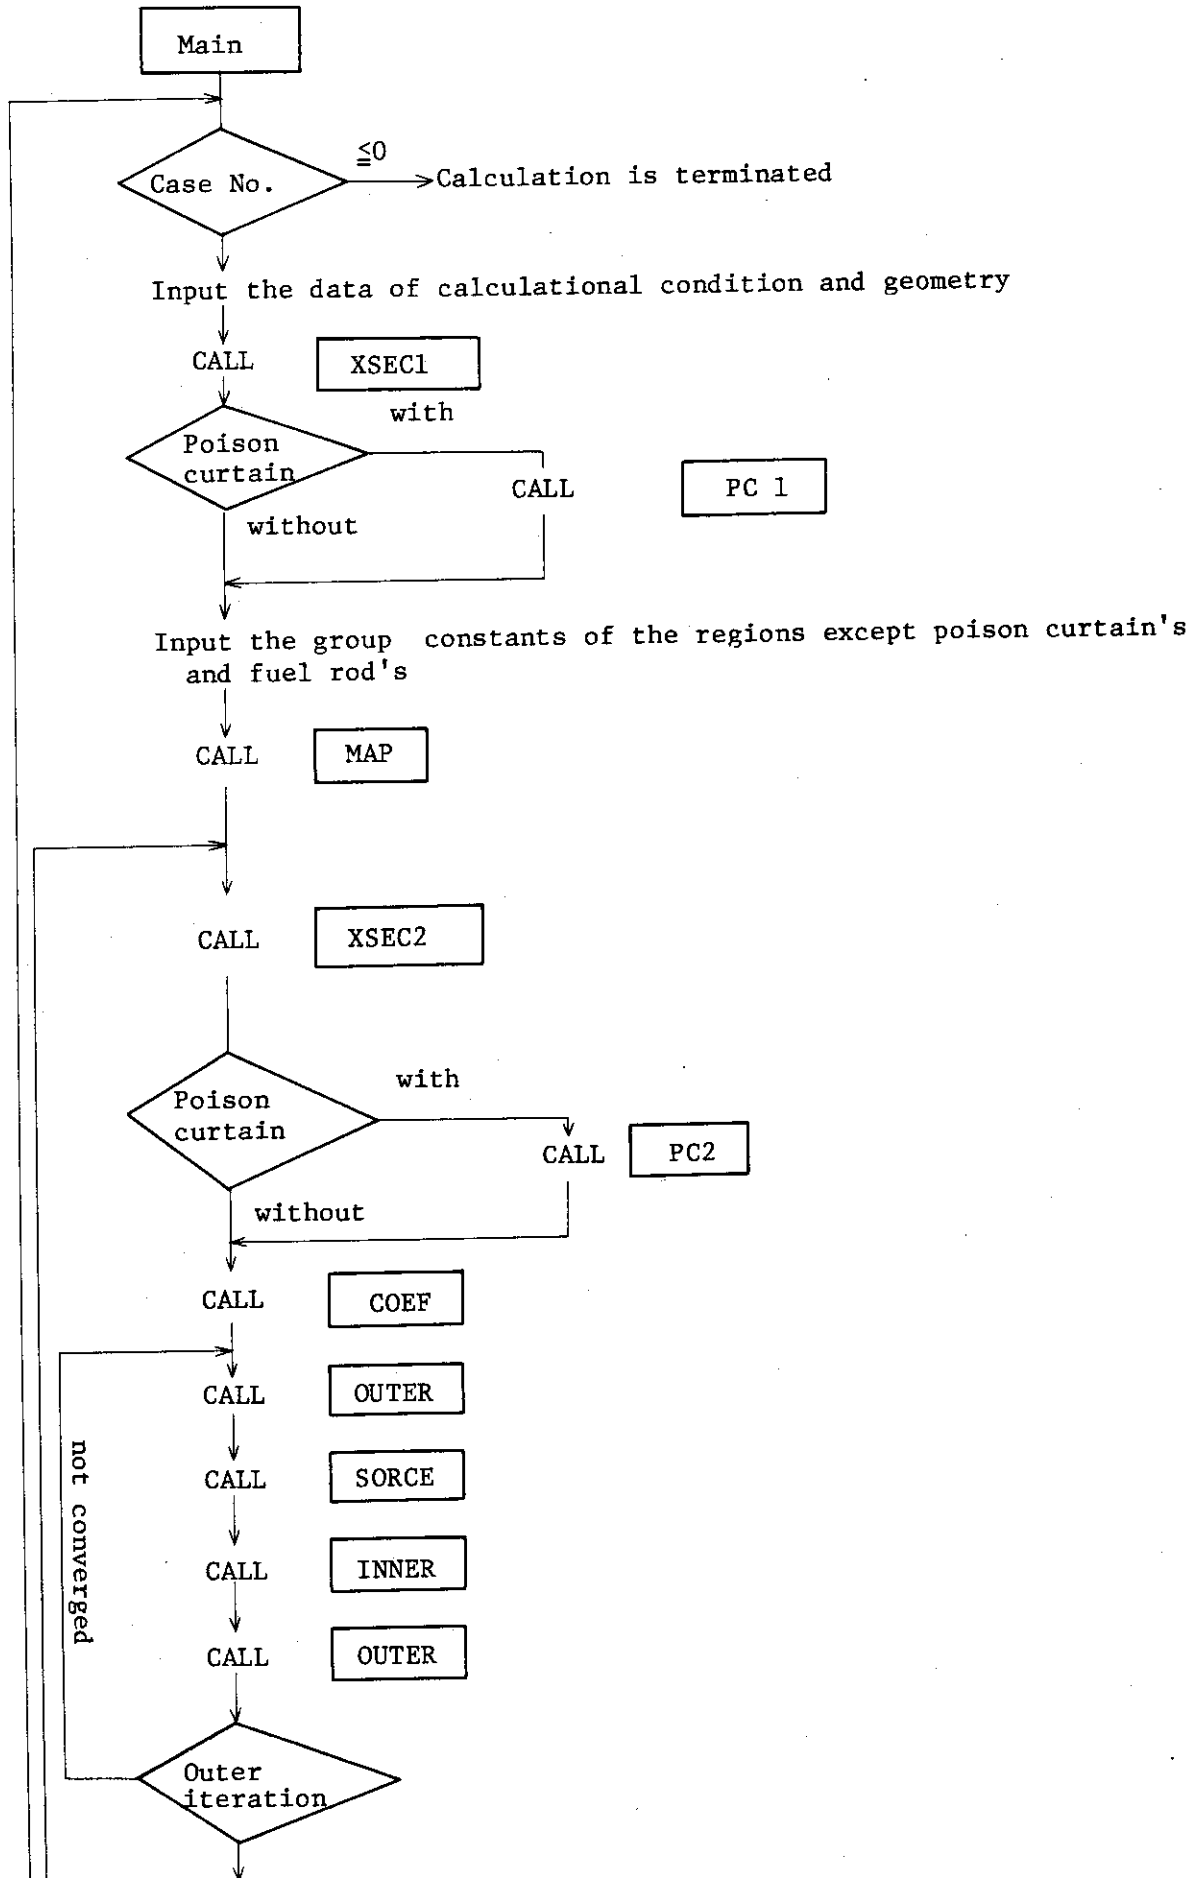 Main
Case No.
≦0
Calculation is terminated
Input the data of calculational condition and geometry
CALL
XSEC1
with
Poison
curtain
CALL
PC 1
without
Input the group constants of the regions except poison curtain's
and fuel rod's
CALL
MAP
CALL
XSEC2
with
Poison
curtain
CALL
PC2
without
CALL
COEF
CALL
OUTER
not converged
CALL
SORCE
CALL
INNER
CALL
OUTER
Outer
iteration